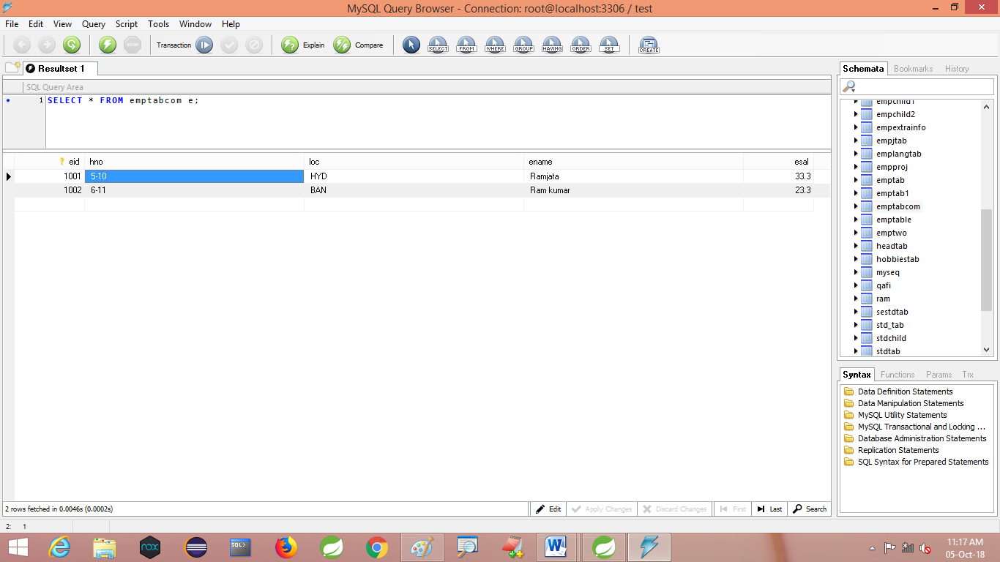 MySQL Query Browser - Connection: root@localhost:3306 / test
File Edit View Query Script Tools Window Help
STOP Transaction Explain Compare SELECT FROM WHERE GROUP HAVING ORDER SET CREATE
Resultset 1
SQL Query Area
1 SELECT * FROM emptabcom e;
eid hno loc ename esal
1001 5-10 HYD Ramjata 33.3
1002 6-11 BAN Ram kumar 23.3
2 rows fetched in 0.0046s (0.0002s)
Edit Apply Changes Discard Changes First Last Search
2: 1
Schemata Bookmarks History
empchild1
empchild2
empextrainfo
empjtab
emplangtab
empproj
emptab
emptab1
emptabcom
emptable
emptwo
headtab
hobbiestab
myseq
qafi
ram
sestdtab
std_tab
stdchild
stdtab
Syntax Functions Params Trx
Data Definition Statements
Data Manipulation Statements
MySQL Utility Statements
MySQL Transactional and Locking ...
Database Administration Statements
Replication Statements
SQL Syntax for Prepared Statements
nox
SQL>
W
11:17 AM
05-Oct-18